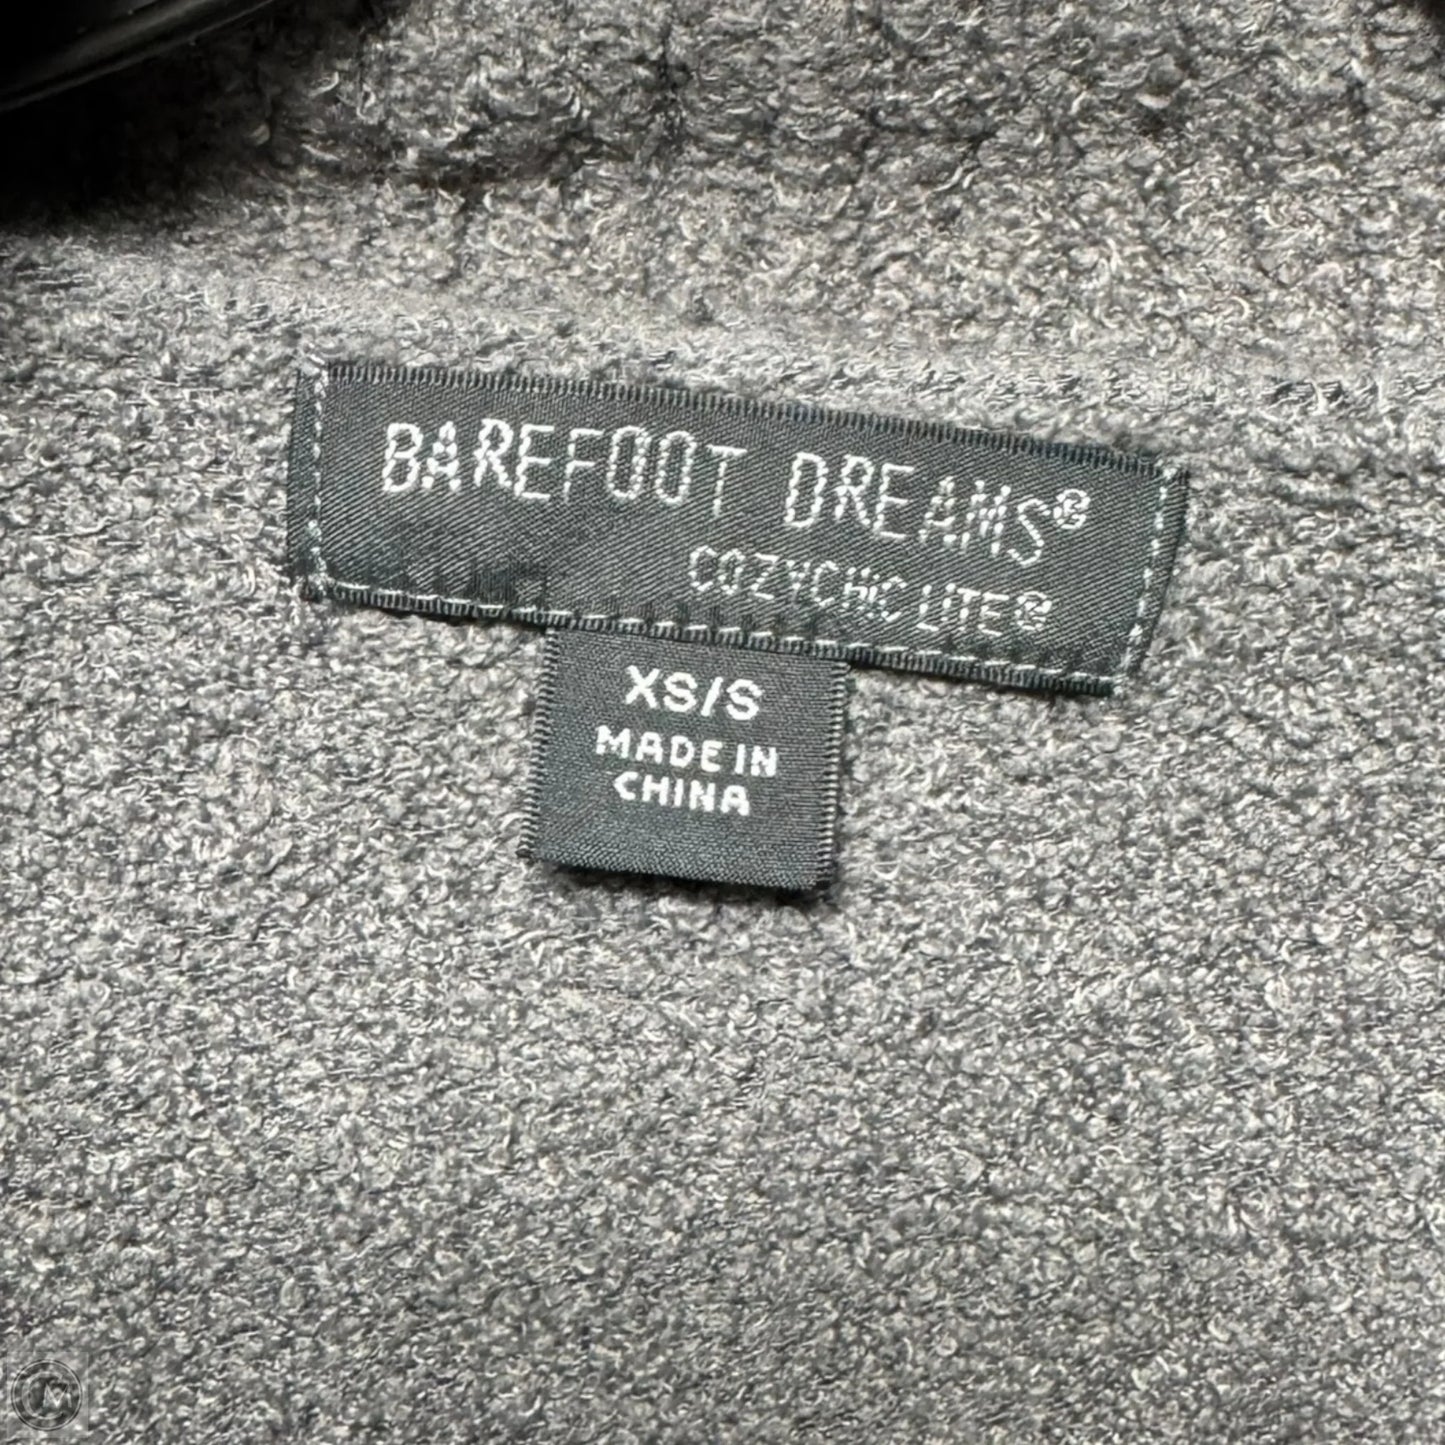 BAREFOOT DREAMS®
COZYCHIC LITE®
XS/S
MADE IN
CHINA